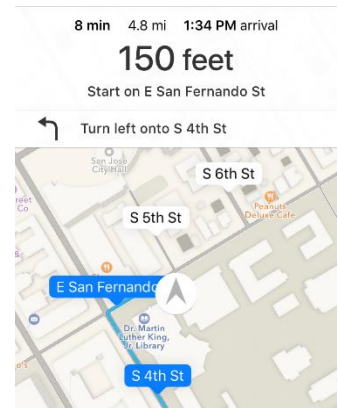 8 min 4.8 mi 1:34 PM arrival
150 feet
Start on E San Fernando St
Turn left onto S 4th St
San José
City Hall
S 6th St
Peanuts
Deluxe Cafe
S 5th St
E San Fernando
Dr. Martin
Luther King,
Jr. Library
S 4th St